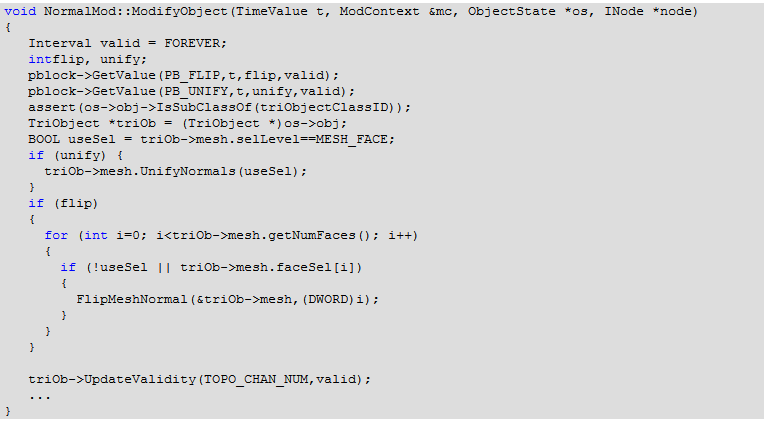 void NormalMod::ModifyObject(TimeValue t, ModContext &mc, ObjectState *os, INode *node)
{
Interval valid = FOREVER;
intflip, unify;
pblock->GetValue(PB_FLIP,t,flip,valid);
pblock->GetValue(PB_UNIFY,t,unify,valid);
assert(os->obj->IsSubClassOf(triObjectClassID));
TriObject *triOb = (TriObject *)os->obj;
BOOL useSel = triOb->mesh.selLevel==MESH_FACE;
if (unify) {
triOb->mesh.UnifyNormals(useSel);
}
if (flip)
{
for (int i=0; i<triOb->mesh.getNumFaces(); i++)
{
if (!useSel || triOb->mesh.faceSel[i])
{
FlipMeshNormal(&triOb->mesh,(DWORD)i);
}
}
}
triOb->UpdateValidity(TOPO_CHAN_NUM,valid);
...
}